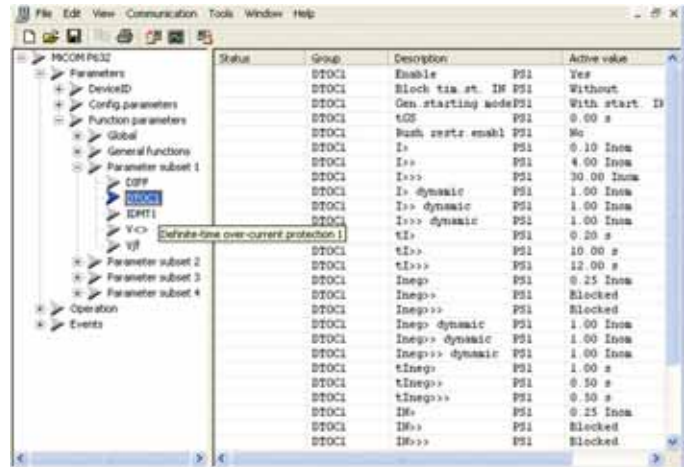 File Edit View Communication Tools Window Help
MiCOM P632
Parameters
DeviceID
Config.parameters
Function parameters
Global
General functions
Parameter subset 1
DIFF
DTOC1
IDMT1
V<>
V/f
Parameter subset 2
Parameter subset 3
Parameter subset 4
Operation
Events
Definite-time over-current protection 1
Status Group Description Active value
DTOC1 Enable PS1 Yes
DTOC1 Block tim.st. IN PS1 Without
DTOC1 Gen.starting modePS1 With start. IN
DTOC1 tGS PS1 0.00 s
DTOC1 Rush restr.enabl PS1 No
DTOC1 I> PS1 0.10 Inom
DTOC1 I>> PS1 4.00 Inom
DTOC1 I>>> PS1 30.00 Inom
DTOC1 I> dynamic PS1 1.00 Inom
DTOC1 I>> dynamic PS1 1.00 Inom
DTOC1 I>>> dynamic PS1 1.00 Inom
tI> PS1 0.20 s
DTOC1 tI>> PS1 10.00 s
DTOC1 tI>>> PS1 12.00 s
DTOC1 Ineg> PS1 0.25 Inom
DTOC1 Ineg>> PS1 Blocked
DTOC1 Ineg>>> PS1 Blocked
DTOC1 Ineg> dynamic PS1 1.00 Inom
DTOC1 Ineg>> dynamic PS1 1.00 Inom
DTOC1 Ineg>>> dynamic PS1 1.00 Inom
DTOC1 tIneg> PS1 1.00 s
DTOC1 tIneg>> PS1 0.50 s
DTOC1 tIneg>>> PS1 0.50 s
DTOC1 IN> PS1 0.25 Inom
DTOC1 IN>> PS1 Blocked
DTOC1 IN>>> PS1 Blocked